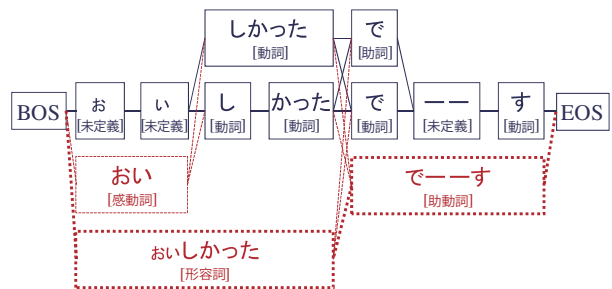 しかった
[動詞]
で
[助詞]
BOS
ぉ
[未定義]
ぃ
[未定義]
し
[動詞]
かった
[動詞]
で
[動詞]
ーー
[未定義]
す
[動詞]
EOS
おい
[感動詞]
でーーす
[助動詞]
ぉぃしかった
[形容詞]